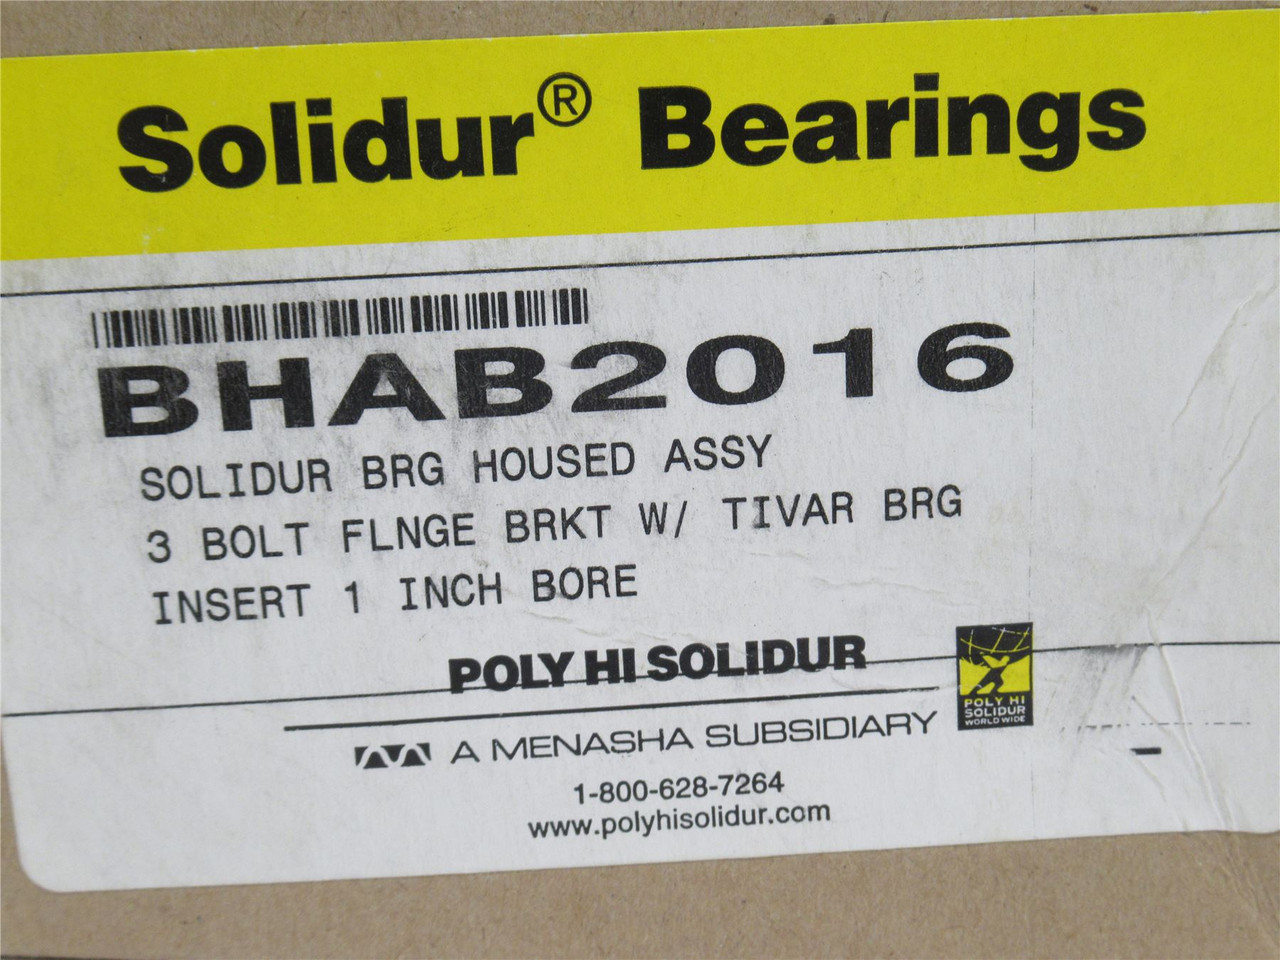 Solidur® Bearings
BHAB2016
SOLIDUR BRG HOUSED ASSY
3 BOLT FLNGE BRKT W/ TIVAR BRG
INSERT 1 INCH BORE
POLY HI SOLIDUR
POLY HI
SOLIDUR
WORLD WIDE
A MENASHA SUBSIDIARY
1-800-628-7264
www.polyhisolidur.com